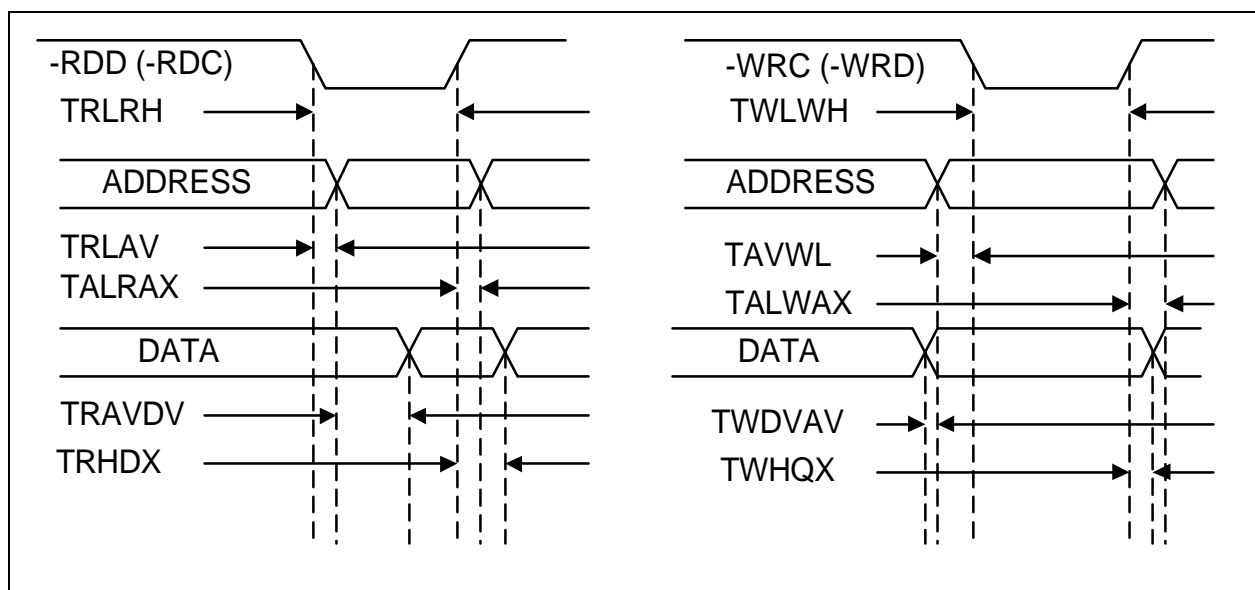 -RDD (-RDC)
TRLRH
ADDRESS
TRLAV
TALRAX
DATA
TRAVDV
TRHDX
-WRC (-WRD)
TWLWH
ADDRESS
TAVWL
TALWAX
DATA
TWDVAV
TWHQX